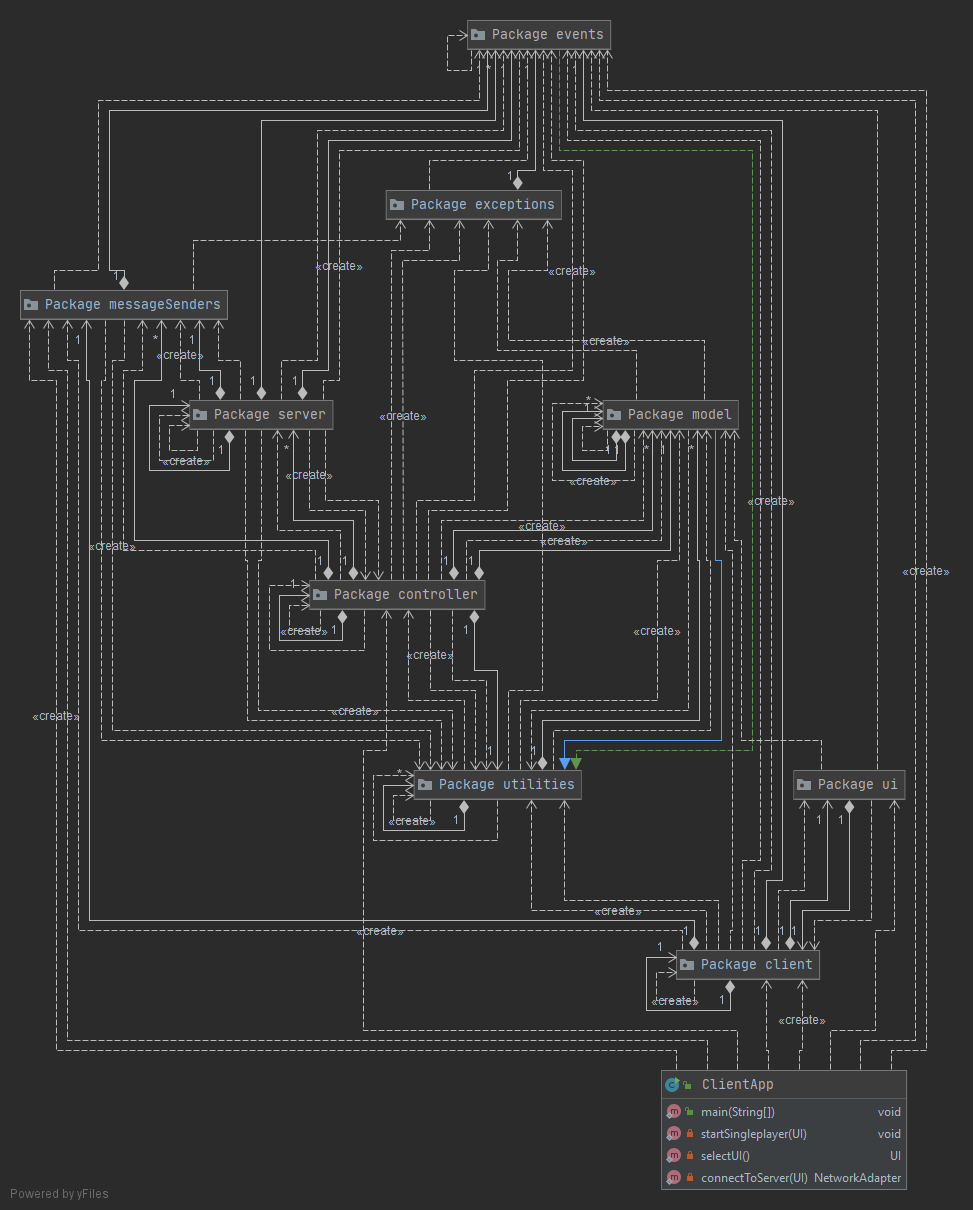 Package events
1
Package exceptions
«create»
«create»
1
Package messageSenders
1
*
1
«create»
«create»
1
1
1
1
*
Package server
Package model
«create»
1
*
1
1
*
*
«create»
«create»
«create»
«create»
«create»
«create»
«create»
1
1
1
1
«create»
1
Package controller
«create»
1
1
«create»
«create»
«create»
«create»
1
1
*
Package utilities
Package ui
«create»
1
1
1
«create»
«create»
1
1
1
1
1
Package client
«create»
1
«create»
ClientApp
main(String[]) void
startSingleplayer(UI) void
selectUI() UI
connectToServer(UI) NetworkAdapter
Powered by yFiles